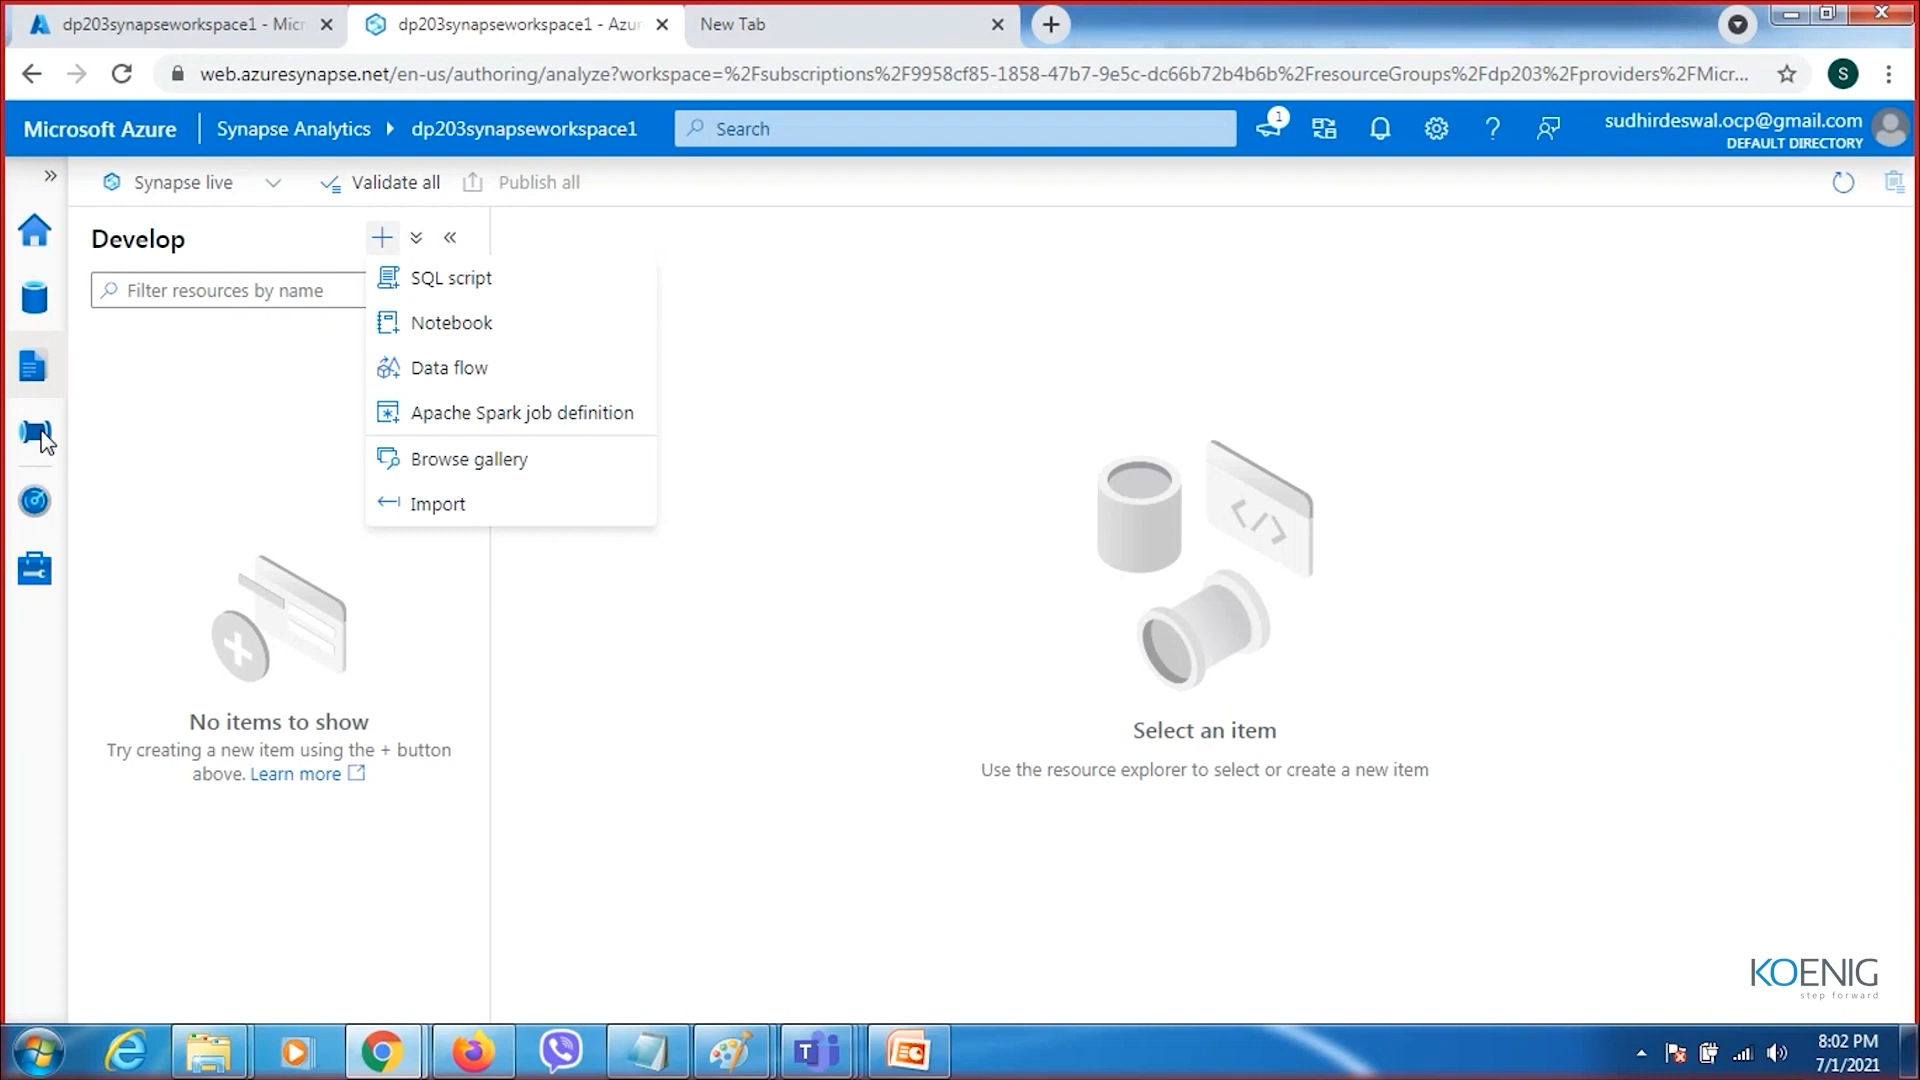 dp203synapseworkspace1 - Micr
dp203synapseworkspace1 - Azur
New Tab
web.azuresynapse.net/en-us/authoring/analyze?workspace=%2Fsubscriptions%2F9958cf85-1858-47b7-9e5c-dc66b72b4b6b%2FresourceGroups%2Fdp203%2Fproviders%2FMicr...
S
Microsoft Azure
Synapse Analytics
dp203synapseworkspace1
Search
1
?
sudhirdeswal.ocp@gmail.com
DEFAULT DIRECTORY
Synapse live
Validate all
Publish all
Develop
Filter resources by name
SQL script
Notebook
Data flow
Apache Spark job definition
Browse gallery
Import
No items to show
Try creating a new item using the + button
above. Learn more
Select an item
Use the resource explorer to select or create a new item
KOENIG
step forward
8:02 PM
7/1/2021